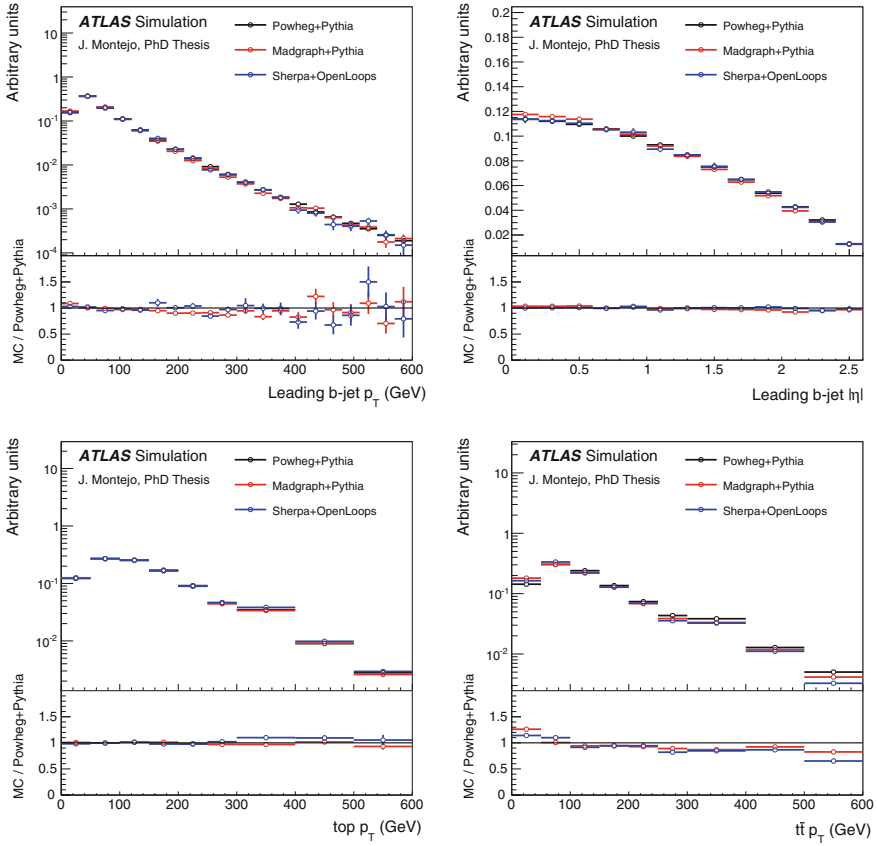 ATLAS Simulation
J. Montejo, PhD Thesis
Powheg+Pythia
Madgraph+Pythia
Sherpa+OpenLoops
Arbitrary units
10
1
10-1
10-2
10-3
10-4
MC / Powheg+Pythia
1.5
1
0.5
0
0 100 200 300 400 500 600
Leading b-jet pT (GeV)
ATLAS Simulation
J. Montejo, PhD Thesis
Powheg+Pythia
Madgraph+Pythia
Sherpa+OpenLoops
Arbitrary units
0.2
0.18
0.16
0.14
0.12
0.1
0.08
0.06
0.04
0.02
MC / Powheg+Pythia
1.5
1
0.5
0
0.5 1 1.5 2 2.5
Leading b-jet |η|
ATLAS Simulation
J. Montejo, PhD Thesis
Powheg+Pythia
Madgraph+Pythia
Sherpa+OpenLoops
Arbitrary units
10
1
10-1
10-2
MC / Powheg+Pythia
1.5
1
0.5
0
0 100 200 300 400 500 600
top pT (GeV)
ATLAS Simulation
J. Montejo, PhD Thesis
Powheg+Pythia
Madgraph+Pythia
Sherpa+OpenLoops
Arbitrary units
10
1
10-1
10-2
MC / Powheg+Pythia
1.5
1
0.5
0
0 100 200 300 400 500 600
tt̄ pT (GeV)